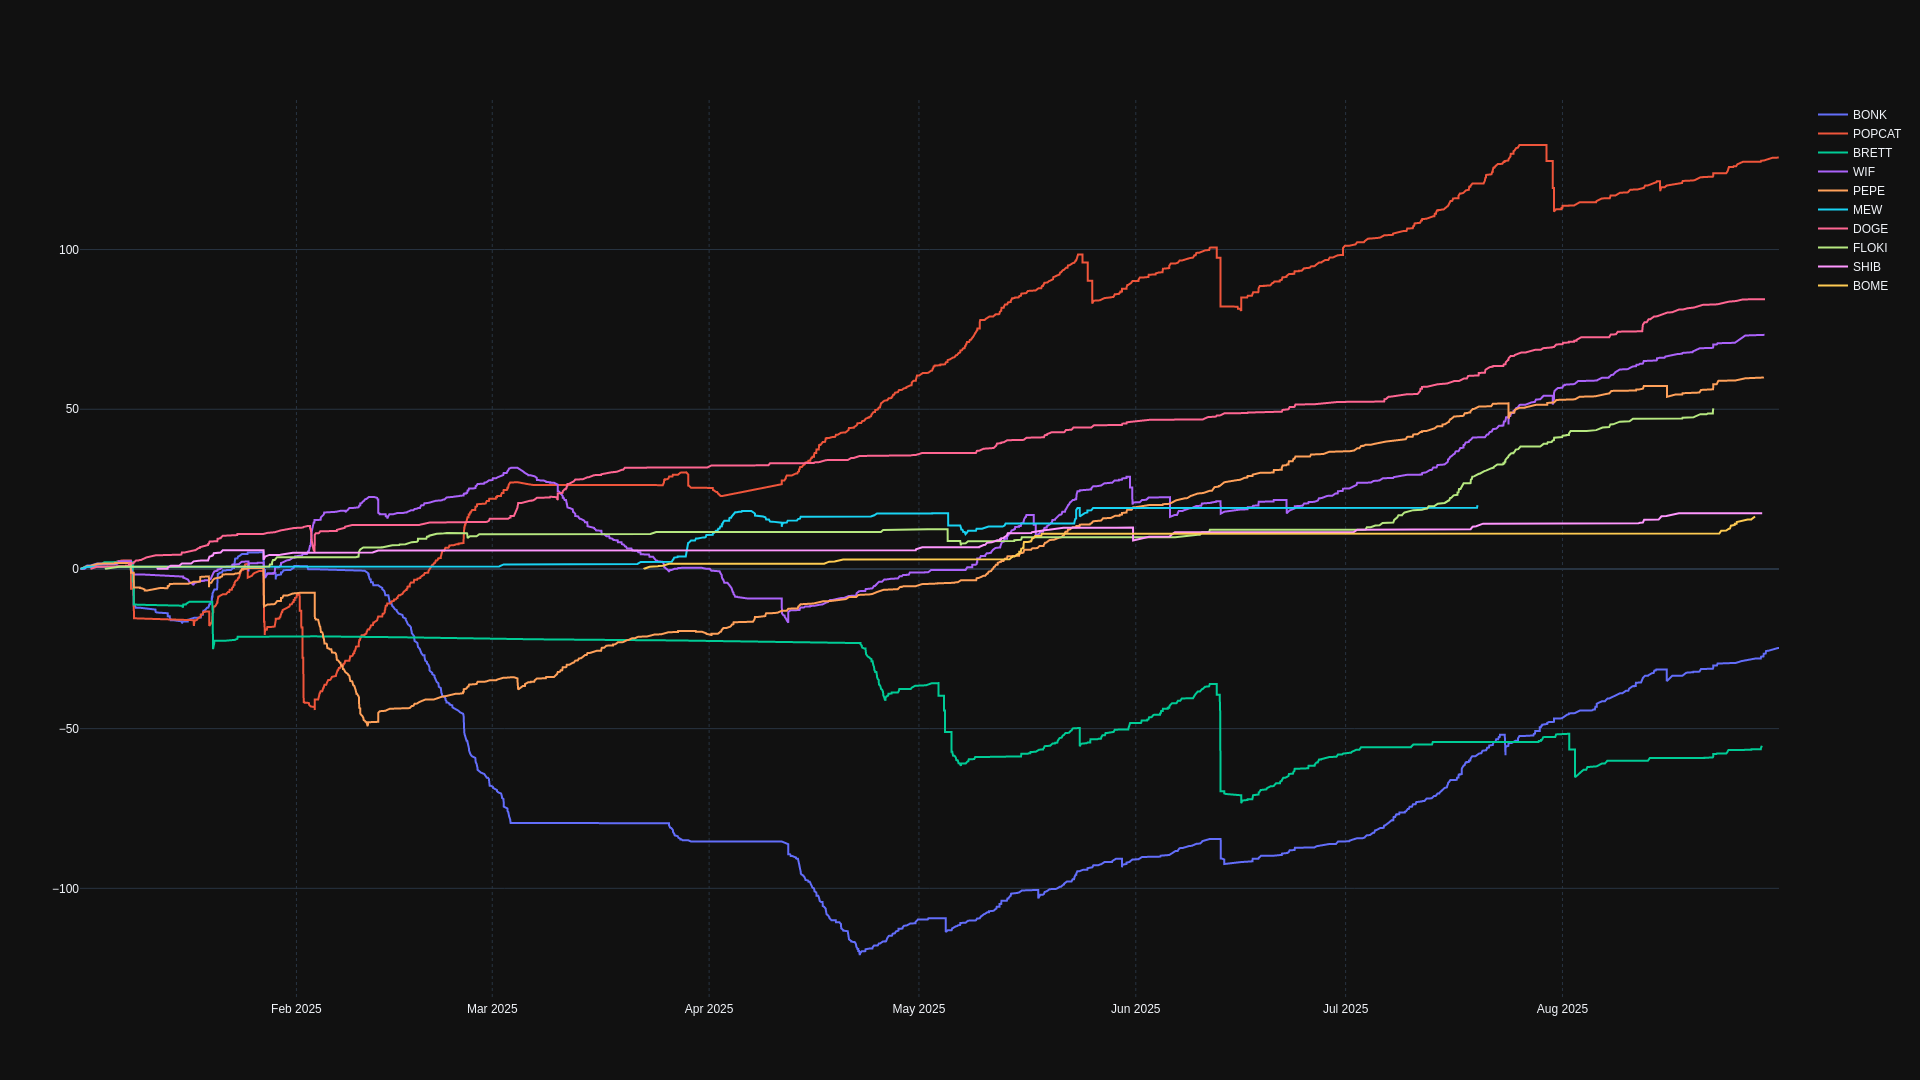 BONK
POPCAT
BRETT
WIF
PEPE
MEW
DOGE
FLOKI
SHIB
BOME
100
50
0
−50
−100
Feb 2025
Mar 2025
Apr 2025
May 2025
Jun 2025
Jul 2025
Aug 2025